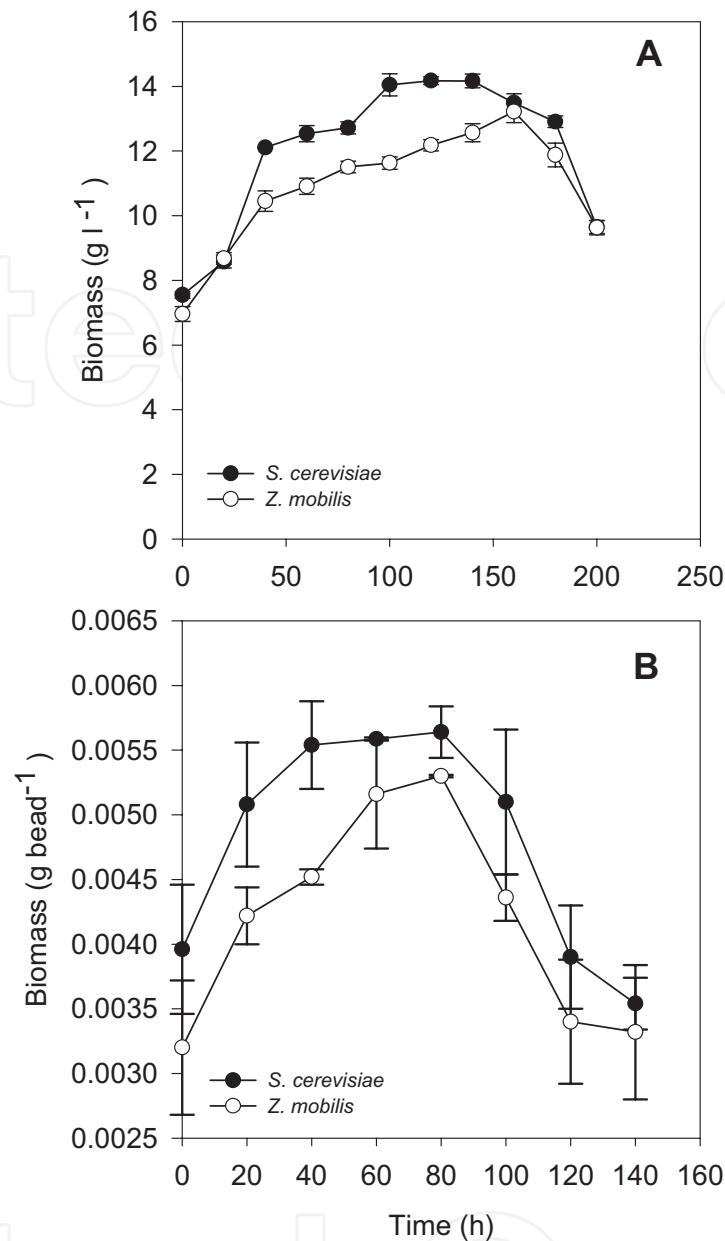 A
Biomass (g l⁻¹)
16
14
12
10
8
6
4
2
0
S. cerevisiae
Z. mobilis
0 50 100 150 200 250
B
Biomass (g bead⁻¹)
0.0065
0.0060
0.0055
0.0050
0.0045
0.0040
0.0035
0.0030
0.0025
S. cerevisiae
Z. mobilis
0 20 40 60 80 100 120 140 160
Time (h)